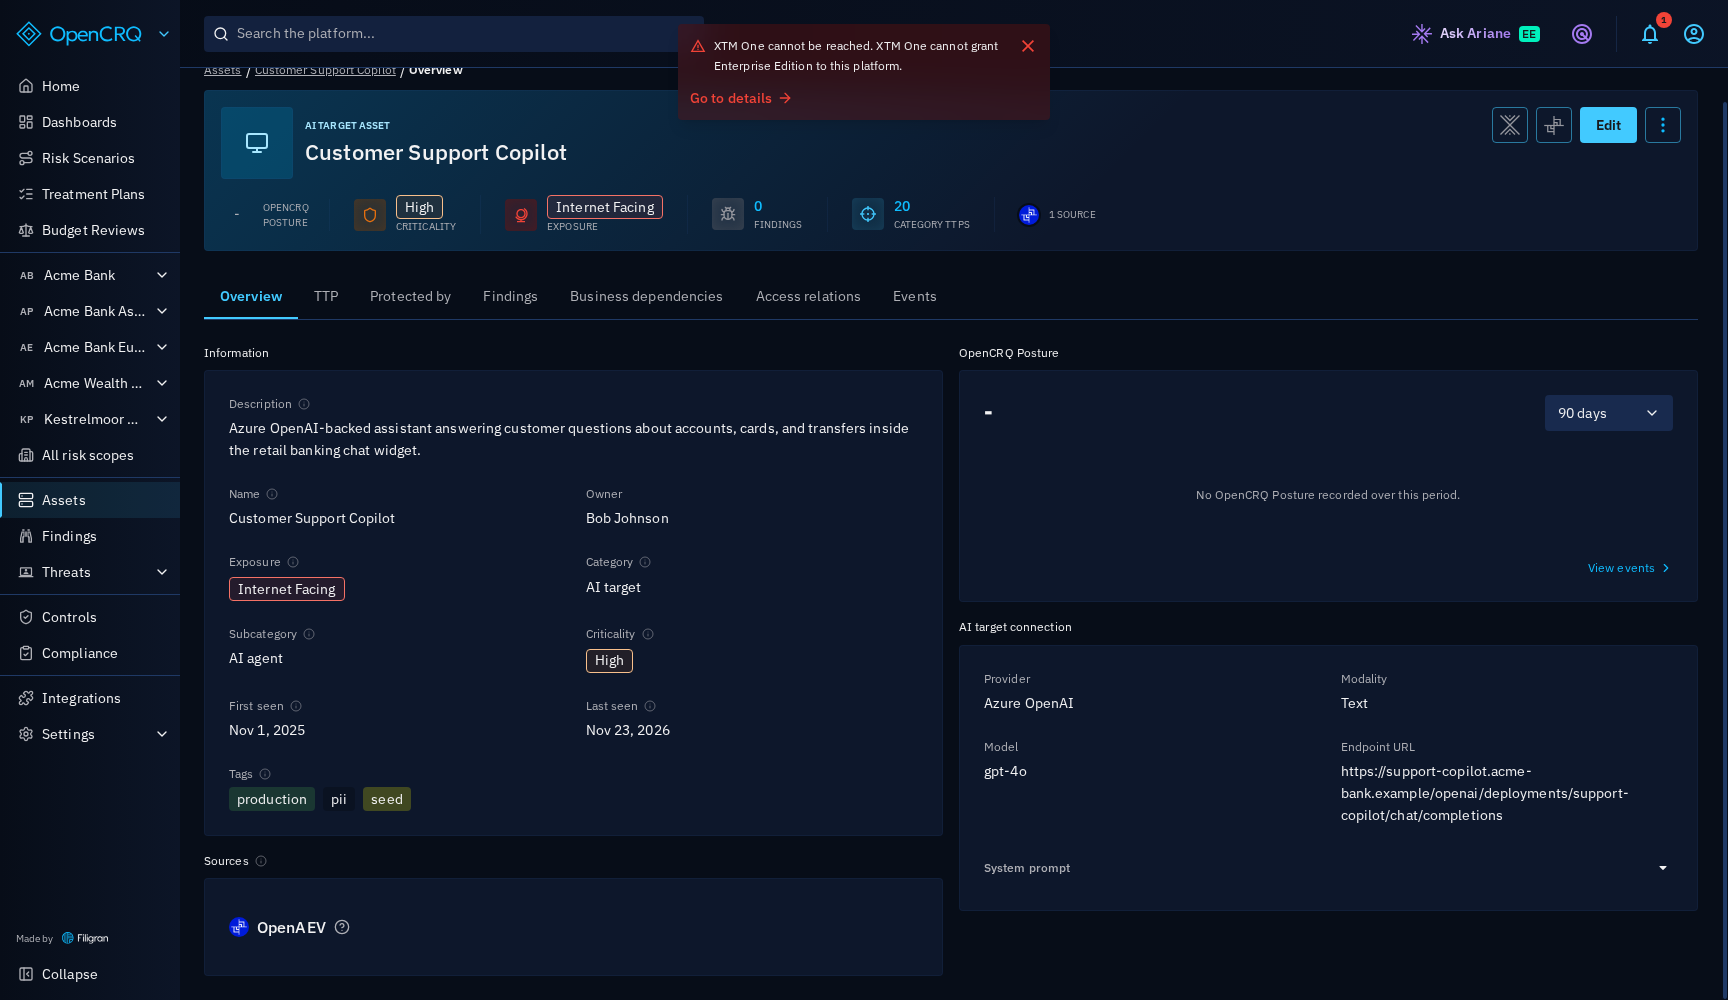 OpenCRQ
Search the platform...
XTM One cannot be reached. XTM One cannot grant
Enterprise Edition to this platform.
Go to details
Ask Ariane EE
1
Home
Dashboards
Risk Scenarios
Treatment Plans
Budget Reviews
AB Acme Bank
AP Acme Bank As...
AE Acme Bank Eu...
AM Acme Wealth ...
KP Kestrelmoor ...
All risk scopes
Assets
Findings
Threats
Controls
Compliance
Integrations
Settings
Made by Filigran
Collapse
Assets / Customer Support Copilot / Overview
AI TARGET ASSET
Customer Support Copilot
Edit
- OPENCRQ
POSTURE
High
CRITICALITY
Internet Facing
EXPOSURE
0
FINDINGS
20
CATEGORY TTPS
1 SOURCE
Overview TTP Protected by Findings Business dependencies Access relations Events
Information
Description
Azure OpenAI-backed assistant answering customer questions about accounts, cards, and transfers inside
the retail banking chat widget.
Name Owner
Customer Support Copilot Bob Johnson
Exposure Category
Internet Facing AI target
Subcategory Criticality
AI agent High
First seen Last seen
Nov 1, 2025 Nov 23, 2026
Tags
production pii seed
Sources
OpenAEV
OpenCRQ Posture
-
90 days
No OpenCRQ Posture recorded over this period.
View events
AI target connection
Provider Modality
Azure OpenAI Text
Model Endpoint URL
gpt-4o https://support-copilot.acme-
bank.example/openai/deployments/support-
copilot/chat/completions
System prompt